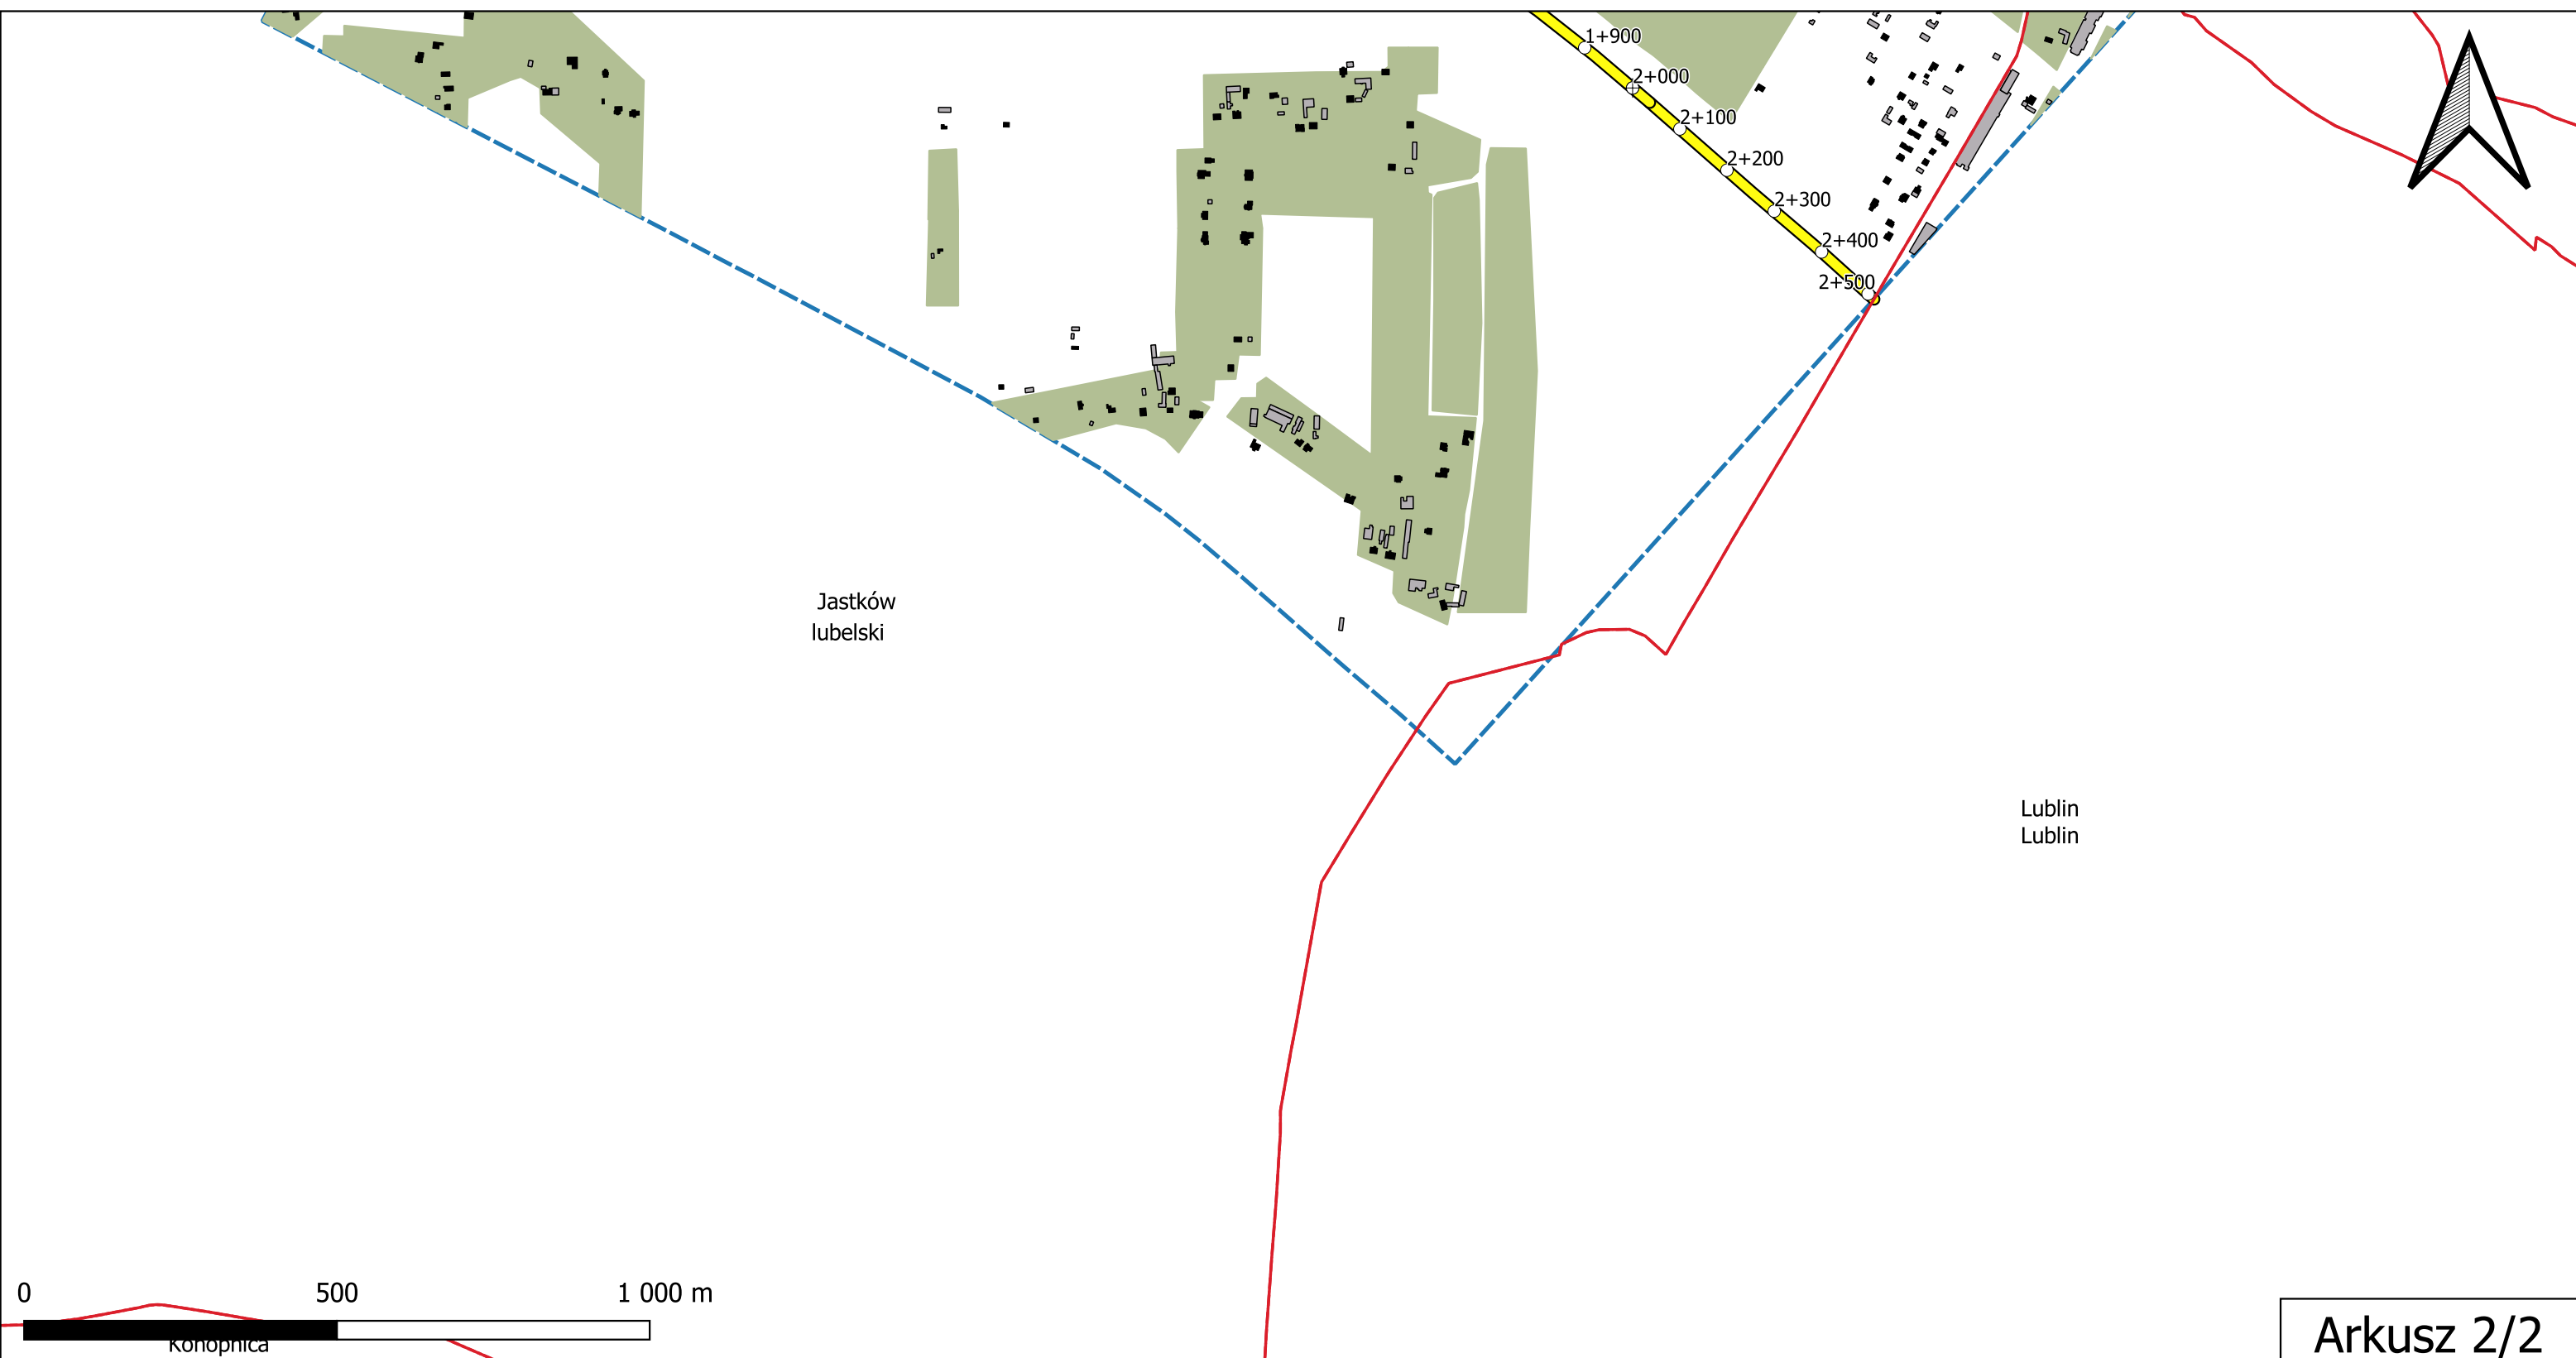 1+900
2+000
2+100
2+200
2+300
2+400
2+500
Jastków
lubelski
Lublin
Lublin
0 500 1 000 m
Konopnica
Arkusz 2/2